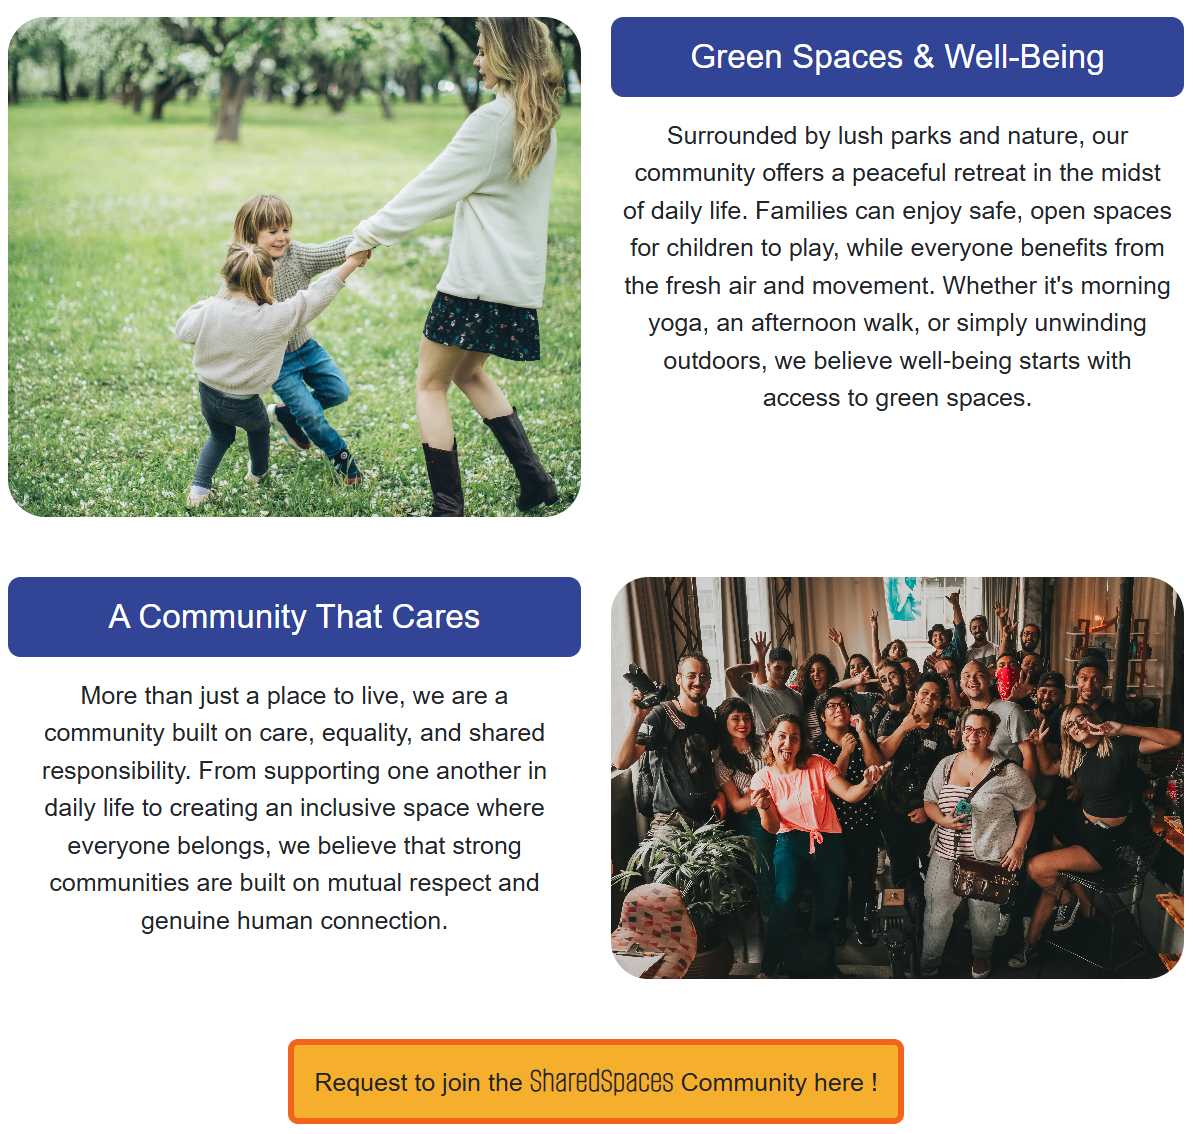 Green Spaces & Well-Being
Surrounded by lush parks and nature, our
community offers a peaceful retreat in the midst
of daily life. Families can enjoy safe, open spaces
for children to play, while everyone benefits from
the fresh air and movement. Whether it's morning
yoga, an afternoon walk, or simply unwinding
outdoors, we believe well-being starts with
access to green spaces.
A Community That Cares
More than just a place to live, we are a
community built on care, equality, and shared
responsibility. From supporting one another in
daily life to creating an inclusive space where
everyone belongs, we believe that strong
communities are built on mutual respect and
genuine human connection.
Request to join the SharedSpaces Community here !